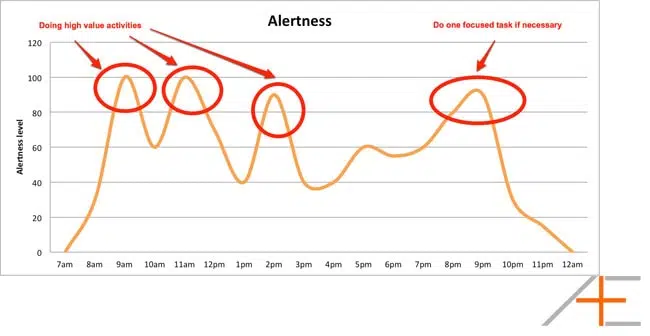 Alertness
Doing high value activities
Do one focused task if necessary
Alertness level
120
100
80
60
40
20
0
7am 8am 9am 10am 11am 12pm 1pm 2pm 3pm 4pm 5pm 6pm 7pm 8pm 9pm 10pm 11pm 12am